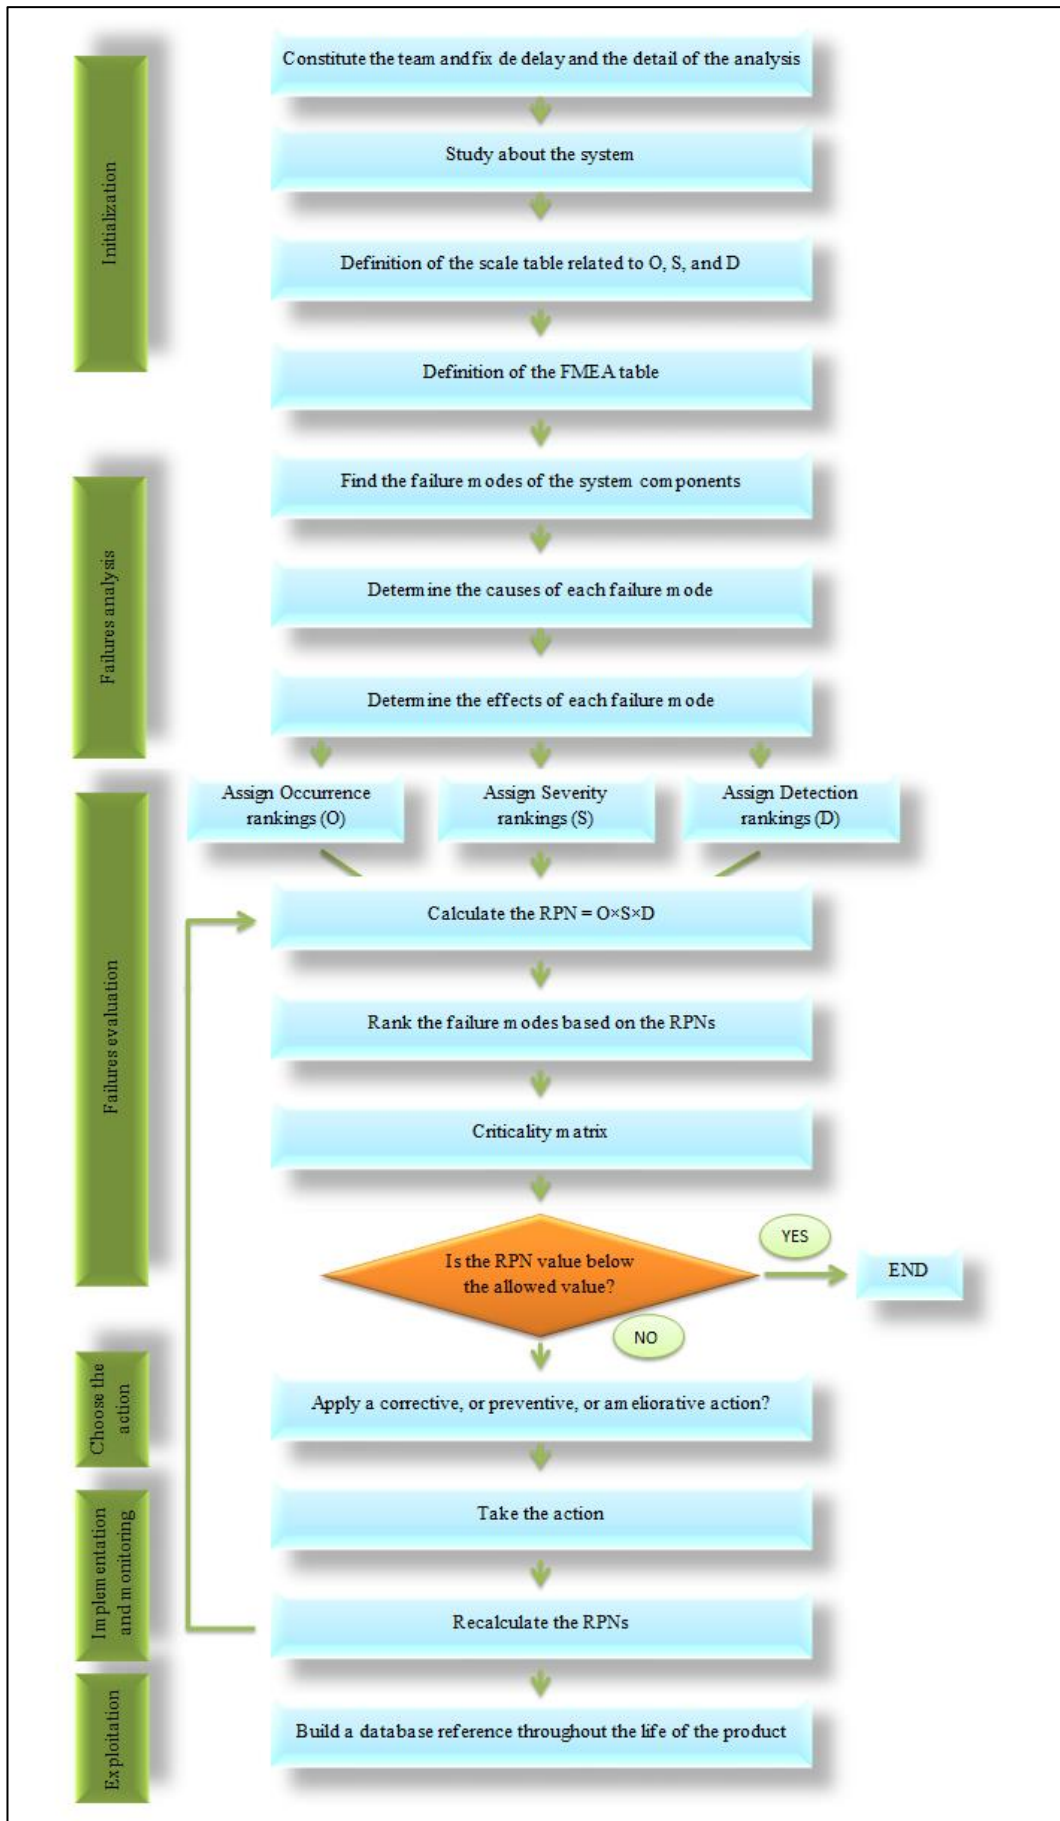 Initialization
Constitute the team and fix de delay and the detail of the analysis
Study about the system
Definition of the scale table related to O, S, and D
Definition of the FMEA table
Failures analysis
Find the failure modes of the system components
Determine the causes of each failure mode
Determine the effects of each failure mode
Failures evaluation
Assign Occurrence
rankings (O)
Assign Severity
rankings (S)
Assign Detection
rankings (D)
Calculate the RPN = O×S×D
Rank the failure modes based on the RPNs
Criticality matrix
Is the RPN value below
the allowed value?
YES
END
NO
Choose the
action
Apply a corrective, or preventive, or ameliorative action?
Implementation
and monitoring
Take the action
Recalculate the RPNs
Exploitation
Build a database reference throughout the life of the product